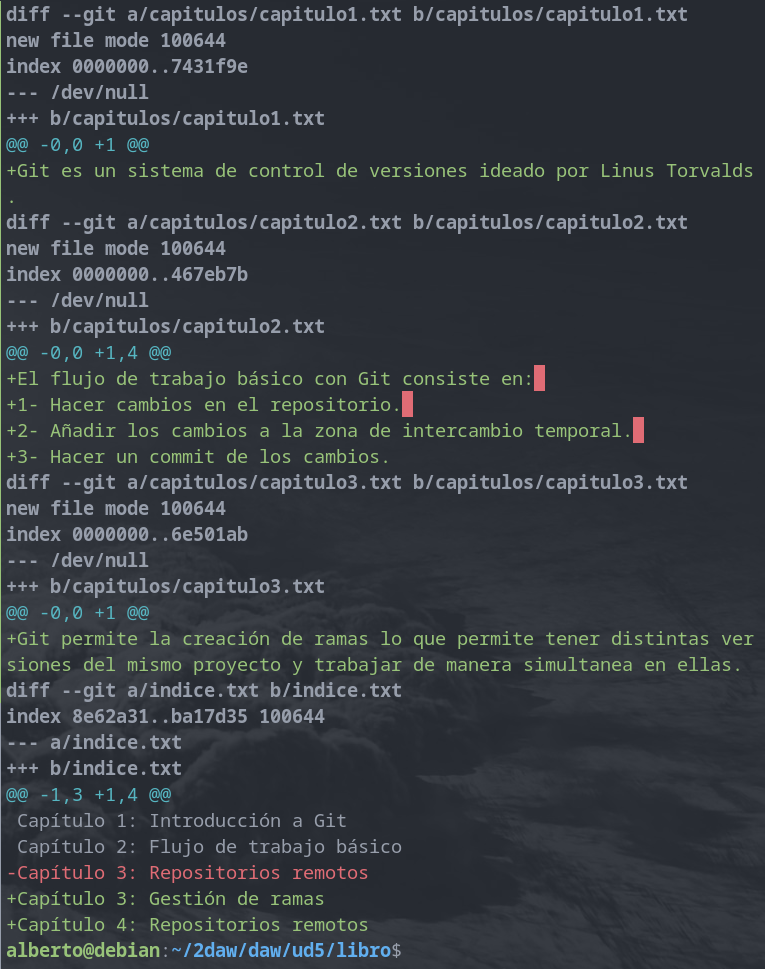 diff --git a/capitulos/capitulo1.txt b/capitulos/capitulo1.txt
new file mode 100644
index 0000000..7431f9e
--- /dev/null
+++ b/capitulos/capitulo1.txt
@@ -0,0 +1 @@
+Git es un sistema de control de versiones ideado por Linus Torvalds
.
diff --git a/capitulos/capitulo2.txt b/capitulos/capitulo2.txt
new file mode 100644
index 0000000..467eb7b
--- /dev/null
+++ b/capitulos/capitulo2.txt
@@ -0,0 +1,4 @@
+El flujo de trabajo básico con Git consiste en:
+1- Hacer cambios en el repositorio.
+2- Añadir los cambios a la zona de intercambio temporal.
+3- Hacer un commit de los cambios.
diff --git a/capitulos/capitulo3.txt b/capitulos/capitulo3.txt
new file mode 100644
index 0000000..6e501ab
--- /dev/null
+++ b/capitulos/capitulo3.txt
@@ -0,0 +1 @@
+Git permite la creación de ramas lo que permite tener distintas ver
siones del mismo proyecto y trabajar de manera simultanea en ellas.
diff --git a/indice.txt b/indice.txt
index 8e62a31..ba17d35 100644
--- a/indice.txt
+++ b/indice.txt
@@ -1,3 +1,4 @@
 Capítulo 1: Introducción a Git
 Capítulo 2: Flujo de trabajo básico
-Capítulo 3: Repositorios remotos
+Capítulo 3: Gestión de ramas
+Capítulo 4: Repositorios remotos
alberto@debian:~/2daw/daw/ud5/libro$